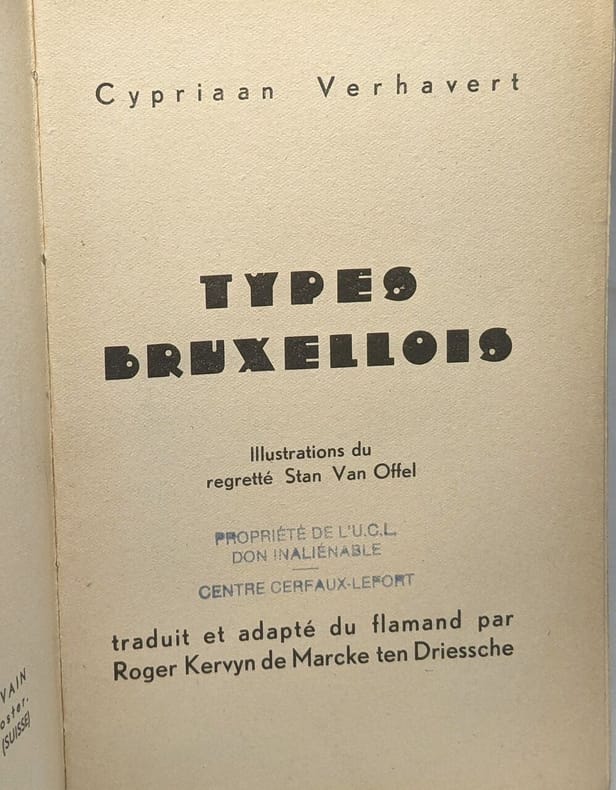 Cypriaan Verhavert
TYPES
BRUXELLOIS
Illustrations du
regretté Stan Van Offel
PROPRIÉTÉ DE L'U.C.L.
DON INALIÉNABLE
CENTRE CERFAUX-LEFORT
traduit et adapté du flamand par
Roger Kervyn de Marcke ten Driessche
VAIN
oster.
(SUISSE)